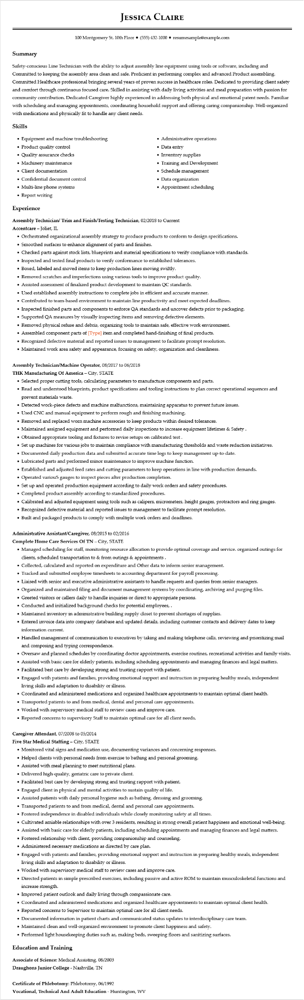 Jessica Claire
100 Montgomery St. 10th Floor ● (555) 432-1000 ● resumesample@example.com
Summary
Safety-conscious Line Technician with the ability to adjust assembly line equipment using tools or software, including and
Committed to keeping the assembly area clean and safe. Proficient in performing complex and advanced Product assembling.
Committed Healthcare professional bringing several years of proven success in healthcare roles. Dedicated to providing client safety
and comfort through continuous focused care. Skilled in assisting with daily living activities and meal preparation with passion for
community contribution. Dedicated Caregiver highly experienced in addressing both physical and emotional patent needs. Familiar
with scheduling and managing appointments, coordinating household support and offering caring companionship. Well-organized
with medications and physically fit to handle any client needs.
Skills
• Equipment and machine troubleshooting
• Product quality control
• Quality assurance checks
• Machinery maintenance
• Client documentation
• Confidential document control
• Multi-line phone systems
• Report writing
• Administrative operations
• Data entry
• Inventory supplies
• Training and Development
• Schedule management
• Data organization
• Appointment scheduling
Experience
Assembly Technician/ Trim and Finish/Testing Technician, 02/2018 to Current
Accentcare – Joliet, IL
• Orchestrated organizational assembly strategy to produce products to conform to design specifications.
• Smoothed surfaces to enhance alignment of parts and finishes.
• Checked parts against stock lists, blueprints and material specifications to verify compliance with standards.
• Inspected and tested final products to verify conformance to established tolerances.
• Boxed, labeled and moved items to keep production lines moving swiftly.
• Removed scratches and imperfections using various tools to improve product quality.
• Assisted assessment of finalized product development to maintain QC standards.
• Used established assembly instructions to complete jobs in efficient and accurate manner.
• Contributed to team-based environment to maintain line productivity and meet expected deadlines.
• Inspected finished parts and components to enforce QA standards and uncover defects prior to packaging.
• Supported QA measures by visually inspecting items and removing defective elements.
• Removed physical refuse and debris, organizing tools to maintain safe, effective work environment.
• Assembled component parts of [Type] item and completed hand-finishing of final products.
• Recognized defective material and reported issues to management to facilitate prompt resolution.
• Maintained work area safety and appearance, focusing on safety, organization and cleanliness.
Assembly Technician/Machine Operator, 08/2017 to 06/2018
THK Manufacturing Of America – City, STATE
• Selected proper cutting tools, calculating parameters to manufacture components and parts.
• Read and understood blueprints, product specifications and tooling instructions to plan correct operational sequences and
prevent materials waste.
• Detected work-piece defects and machine malfunctions, maintaining apparatus to prevent future issues.
• Used CNC and manual equipment to perform rough and finishing machining.
• Removed and replaced worn machine accessories to keep products within desired tolerances.
• Maintained assigned equipment and performed daily inspections to increase equipment lifetimes & Safety .
• Obtained appropriate tooling and fixtures to revise setups on calibrated test .
• Set up machines for various jobs to maintain compliance with manufacturing thresholds and waste reduction initiatives.
• Documented daily production data and submitted accurate time logs to keep management up-to-date.
• Lubricated parts and performed minor maintenance to improve machine function.
• Established and adjusted feed rates and cutting parameters to keep operations in line with production demands.
• Operated variou5 gauges to inspect pieces after production completion.
• Set up and operated production equipment according to daily work orders and safety procedures.
• Completed product assembly according to standardized procedures.
• Calibrated and adjusted equipment using tools such as calipers, micrometers, height gauges, protractors and ring gauges.
• Recognized defective material and reported issues to management to facilitate prompt resolution.
• Built and packaged products to comply with multiple work orders and deadlines.
Administrative Assistant/Caregiver, 08/2015 to 02/2016
Complete Home Care Services Of TN – City, STATE
• Managed scheduling for staff, monitoring resource allocation to provide optimal coverage and service. organized outings for
clients, scheduled transportation to & from outings & appointments .
• Collected, calculated and reported on expenditure and Other data to inform senior management.
• Tracked and submitted employee timesheets to accounting department for payroll processing.
• Liaised with senior and executive administrative assistants to handle requests and queries from senior managers.
• Organized and maintained filing and document management systems by coordinating, archiving and purging files.
• Greeted visitors or callers daily to handle inquiries or direct to appropriate persons.
• Conducted and initialized background checks for potential employees, .
• Maintained inventory in administrative building supply closet to prevent shortages of supplies.
• Entered invoice data into company database and updated details, including customer contacts and delivery dates to keep
information current.
• Handled management of communication to executives by taking and making telephone calls, reviewing and prioritizing mail
and composing and typing correspondence.
• Oversaw and planned schedules by coordinating doctor appointments, exercise routines, recreational activities and family visits.
• Assisted with basic care for elderly patients, including scheduling appointments and managing finances and legal matters.
• Facilitated best care by developing strong and trusting rapport with patient.
• Engaged with patients and families, providing emotional support and instruction in preparing healthy meals, independent
living skills and adaptation to disability or illness.
• Coordinated and administered medications and organized healthcare appointments to maintain optimal client health.
• Transported patients to and from medical, dental and personal care appointments.
• Worked with supervisory medical staff to review cases and improve care.
• Reported concerns to supervisory Staff to maintain optimal care for all client needs.
Caregiver Attendant, 07/2008 to 05/2014
Five Star Medical Staffing – City, STATE
• Monitored vital signs and medication use, documenting variances and concerning responses.
• Helped clients with personal needs from exercise to bathing and personal grooming.
• Assisted with meal planning to meet nutritional plans.
• Delivered high-quality, geriatric care to private client.
• Facilitated best care by developing strong and trusting rapport with patient.
• Engaged client in physical and mental activities to sustain quality of life.
• Assisted patients with daily personal hygiene such as bathing, dressing and grooming.
• Transported patients to and from medical, dental and personal care appointments.
• Fostered independence in disabled individuals while closely monitoring safety at all times.
• Cultivated amiable relationships with over 3 residents, resulting in strong overall patient happiness and emotional well-being.
• Assisted with basic care for elderly patients, including scheduling appointments and managing finances and legal matters.
• Fostered relationship with client, providing companionship and counseling.
• Administered necessary medications as directed by care plan.
• Engaged with patients and families, providing emotional support and instruction in preparing healthy meals, independent
living skills and adaptation to disability or illness.
• Worked with supervisory medical staff to review cases and improve care.
• Directed patients in simple prescribed exercises, including passive and active ROM to maintain musculoskeletal functions and
increase strength.
• Improved patient outlook and daily living through compassionate care.
• Coordinated and administered medications and organized healthcare appointments to maintain optimal client health.
• Reported concerns to Supervisor to maintain optimal care for all client needs.
• Documented information in patient charts and communicated status updates to interdisciplinary care team.
• Maintained clean and well-organized environment to promote client happiness and safety.
• Performed light housekeeping duties such as, making beds, sweeping floors and sanitizing surfaces.
Education and Training
Associate of Science: Medical Assisting, 08/2003
Draughons Junior College - Nashville, TN
Certificate of Phlebotomy: Phlebotomy, 06/1992
Vocational, Technical And Adult Education - Huntington, WV